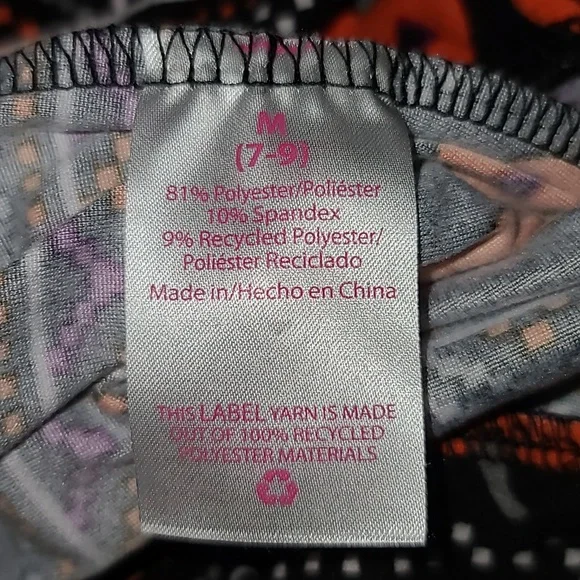 M
(7-9)
81% Polyester/Poliéster
10% Spandex
9% Recycled Polyester/
Poliéster Reciclado
Made in/Hecho en China
THIS LABEL YARN IS MADE
OUT OF 100% RECYCLED
POLYESTER MATERIALS